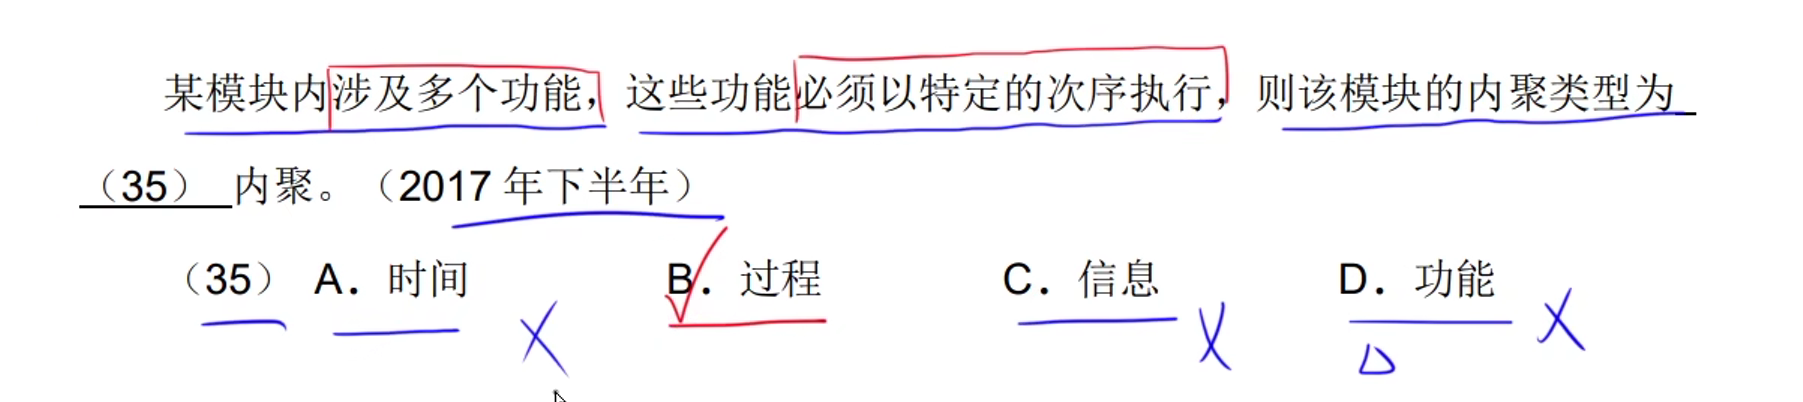 某模块内涉及多个功能，这些功能必须以特定的次序执行，则该模块的内聚类型为
（35） 内聚。（2017 年下半年）
（35） A． 时间 B． 过程 C． 信息 D． 功能